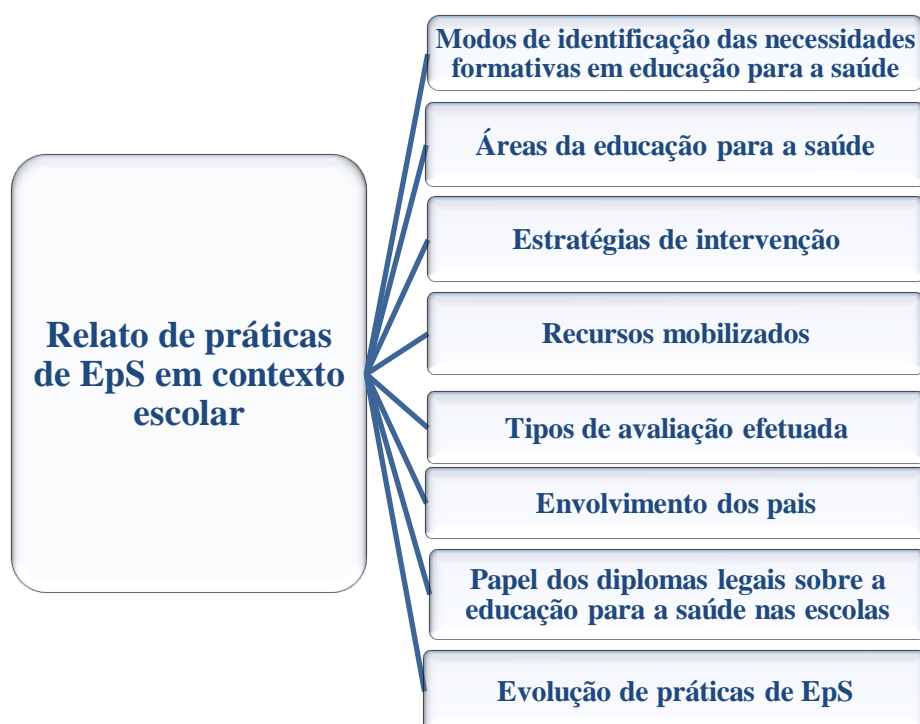 Relato de práticas
de EpS em contexto
escolar
Modos de identificação das necessidades
formativas em educação para a saúde
Áreas da educação para a saúde
Estratégias de intervenção
Recursos mobilizados
Tipos de avaliação efetuada
Envolvimento dos pais
Papel dos diplomas legais sobre a
educação para a saúde nas escolas
Evolução de práticas de EpS